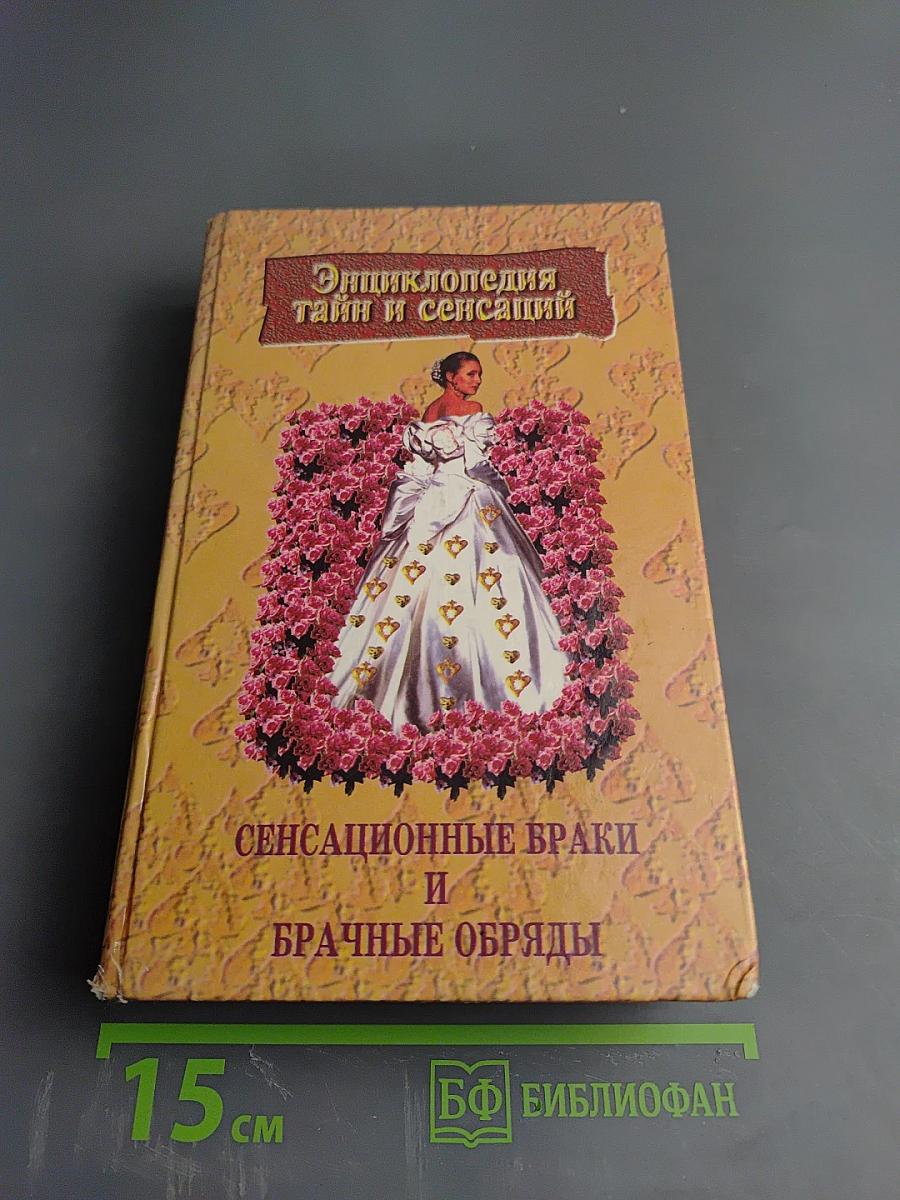 Энциклопедия
тайн и сенсаций
СЕНСАЦИОННЫЕ БРАКИ
И
БРАЧНЫЕ ОБРЯДЫ
15 см
БФ БИБЛИОФАН